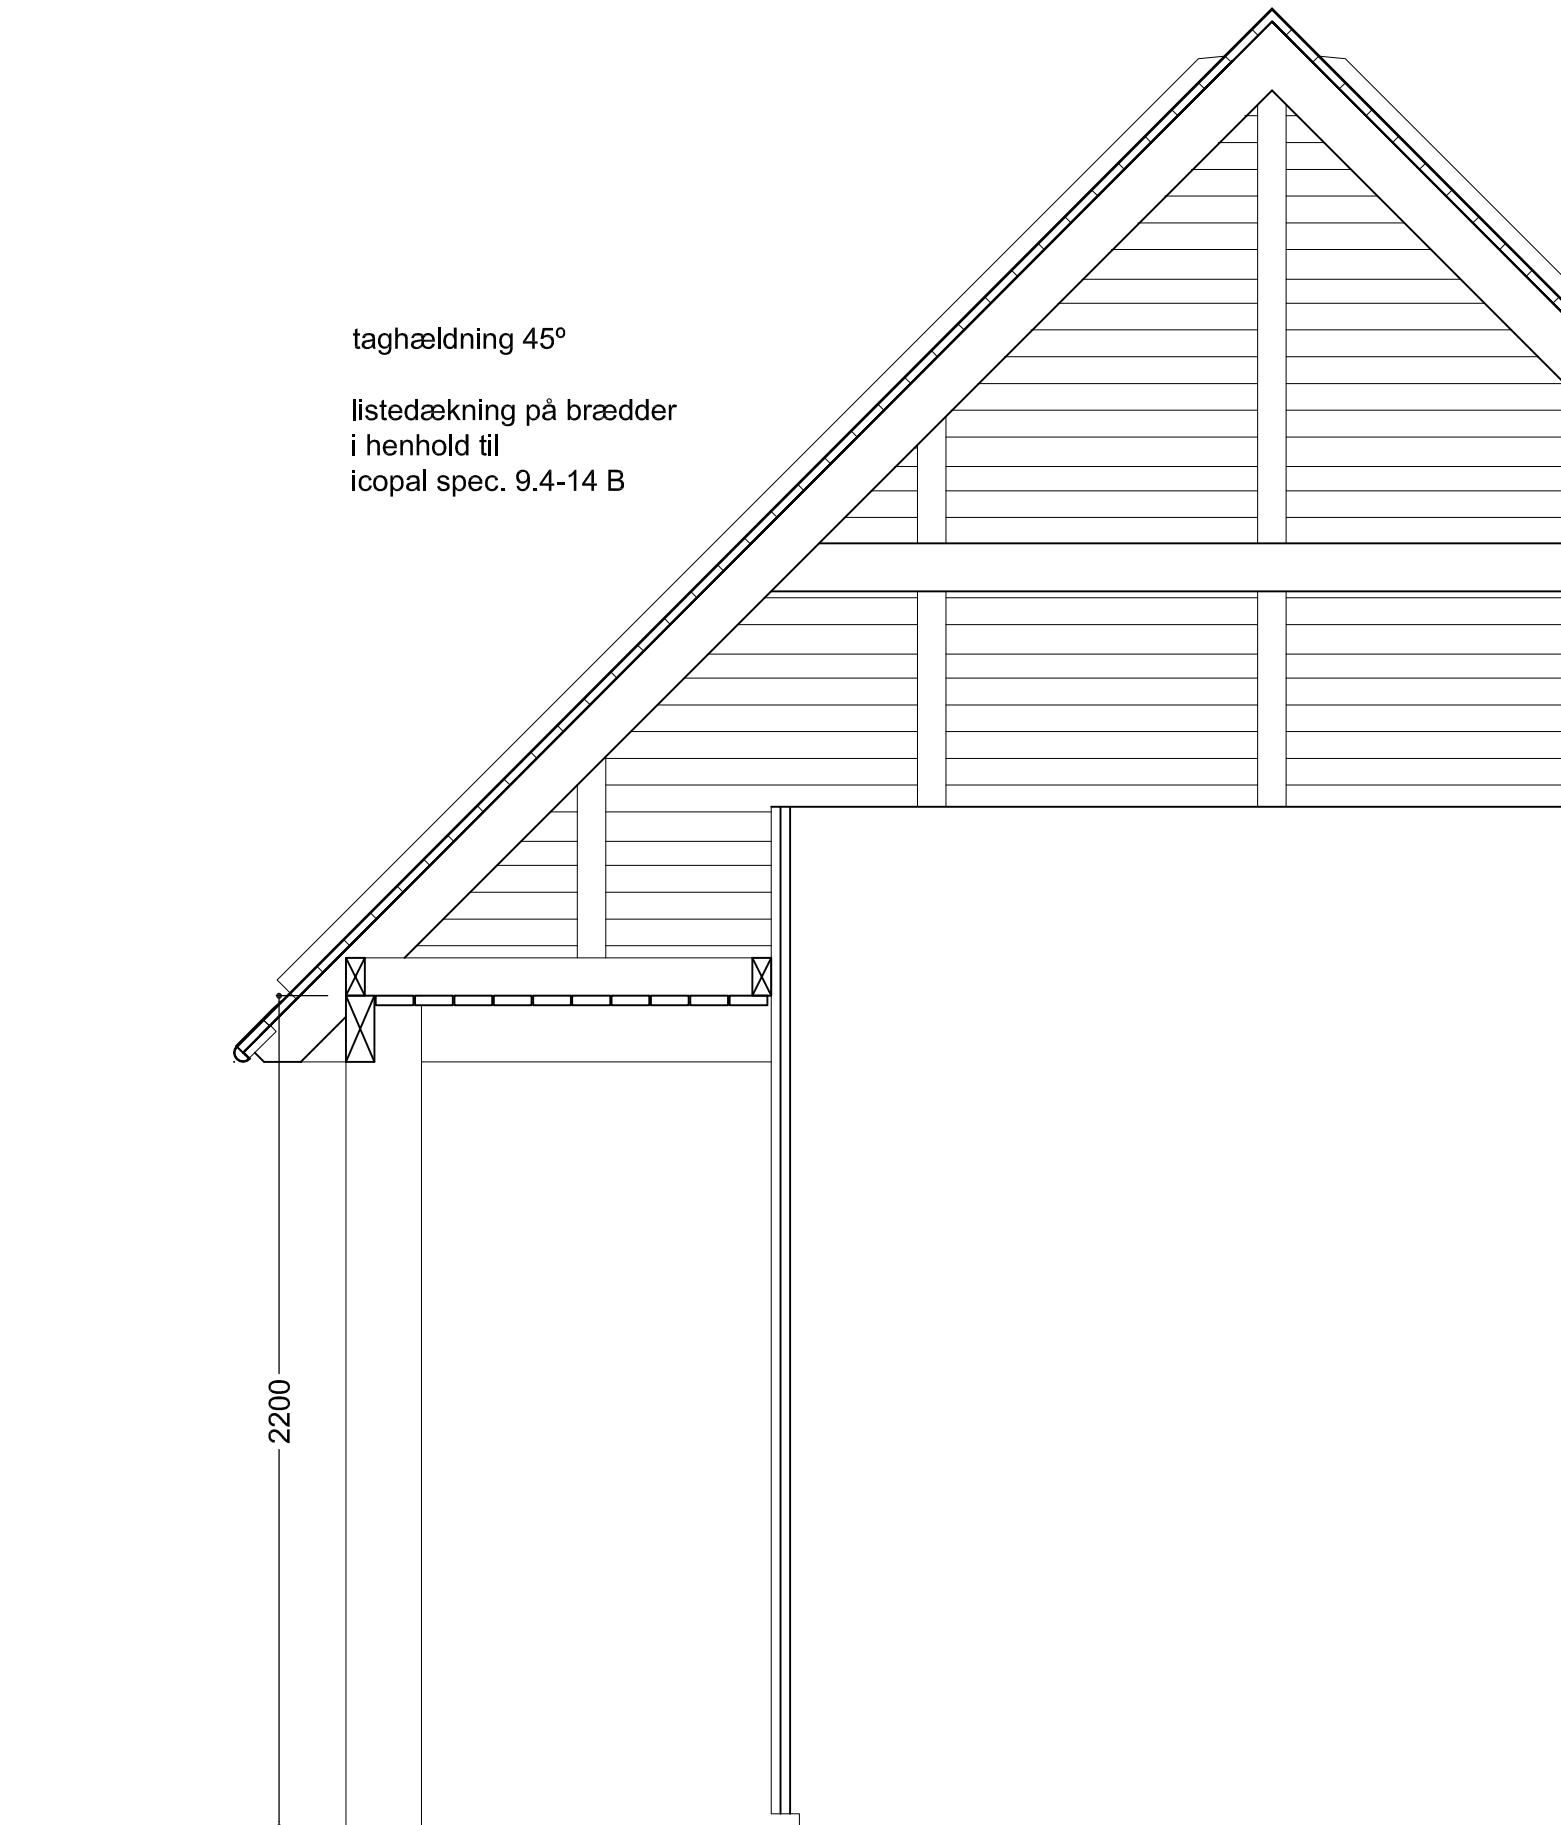 taghældning 45º
listedækning på brædder
i henhold til
icopal spec. 9.4-14 B
2200